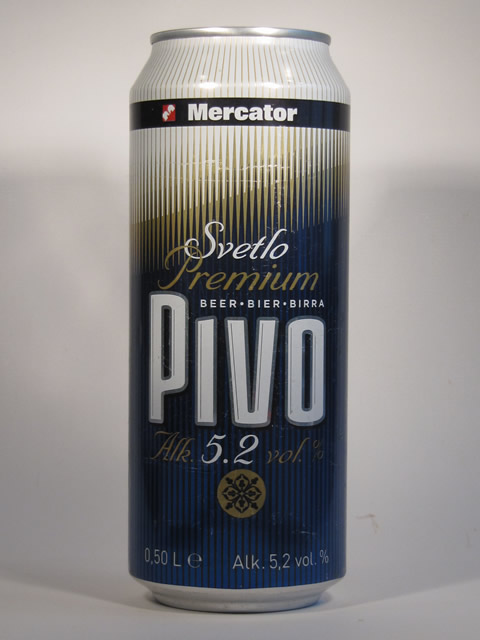 Mercator
Svetlo
Premium
BEER•BIER•BIRRA
PIVO
Alk. 5.2 vol. %
0,50 L ℮ Alk. 5,2 vol. %